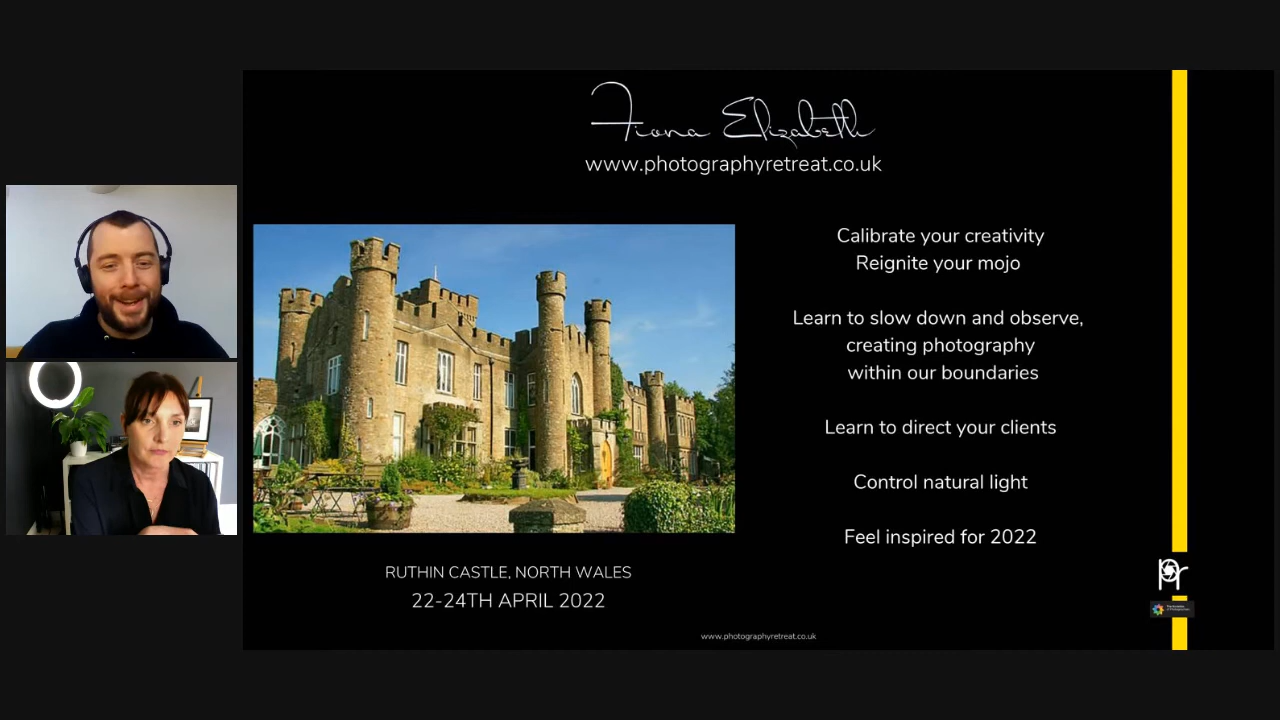 Fiona Elizabeth
www.photographyretreat.co.uk
Calibrate your creativity
Reignite your mojo
Learn to slow down and observe,
creating photography
within our boundaries
Learn to direct your clients
Control natural light
Feel inspired for 2022
RUTHIN CASTLE, NORTH WALES
22-24TH APRIL 2022
pr
www.photographyretreat.co.uk